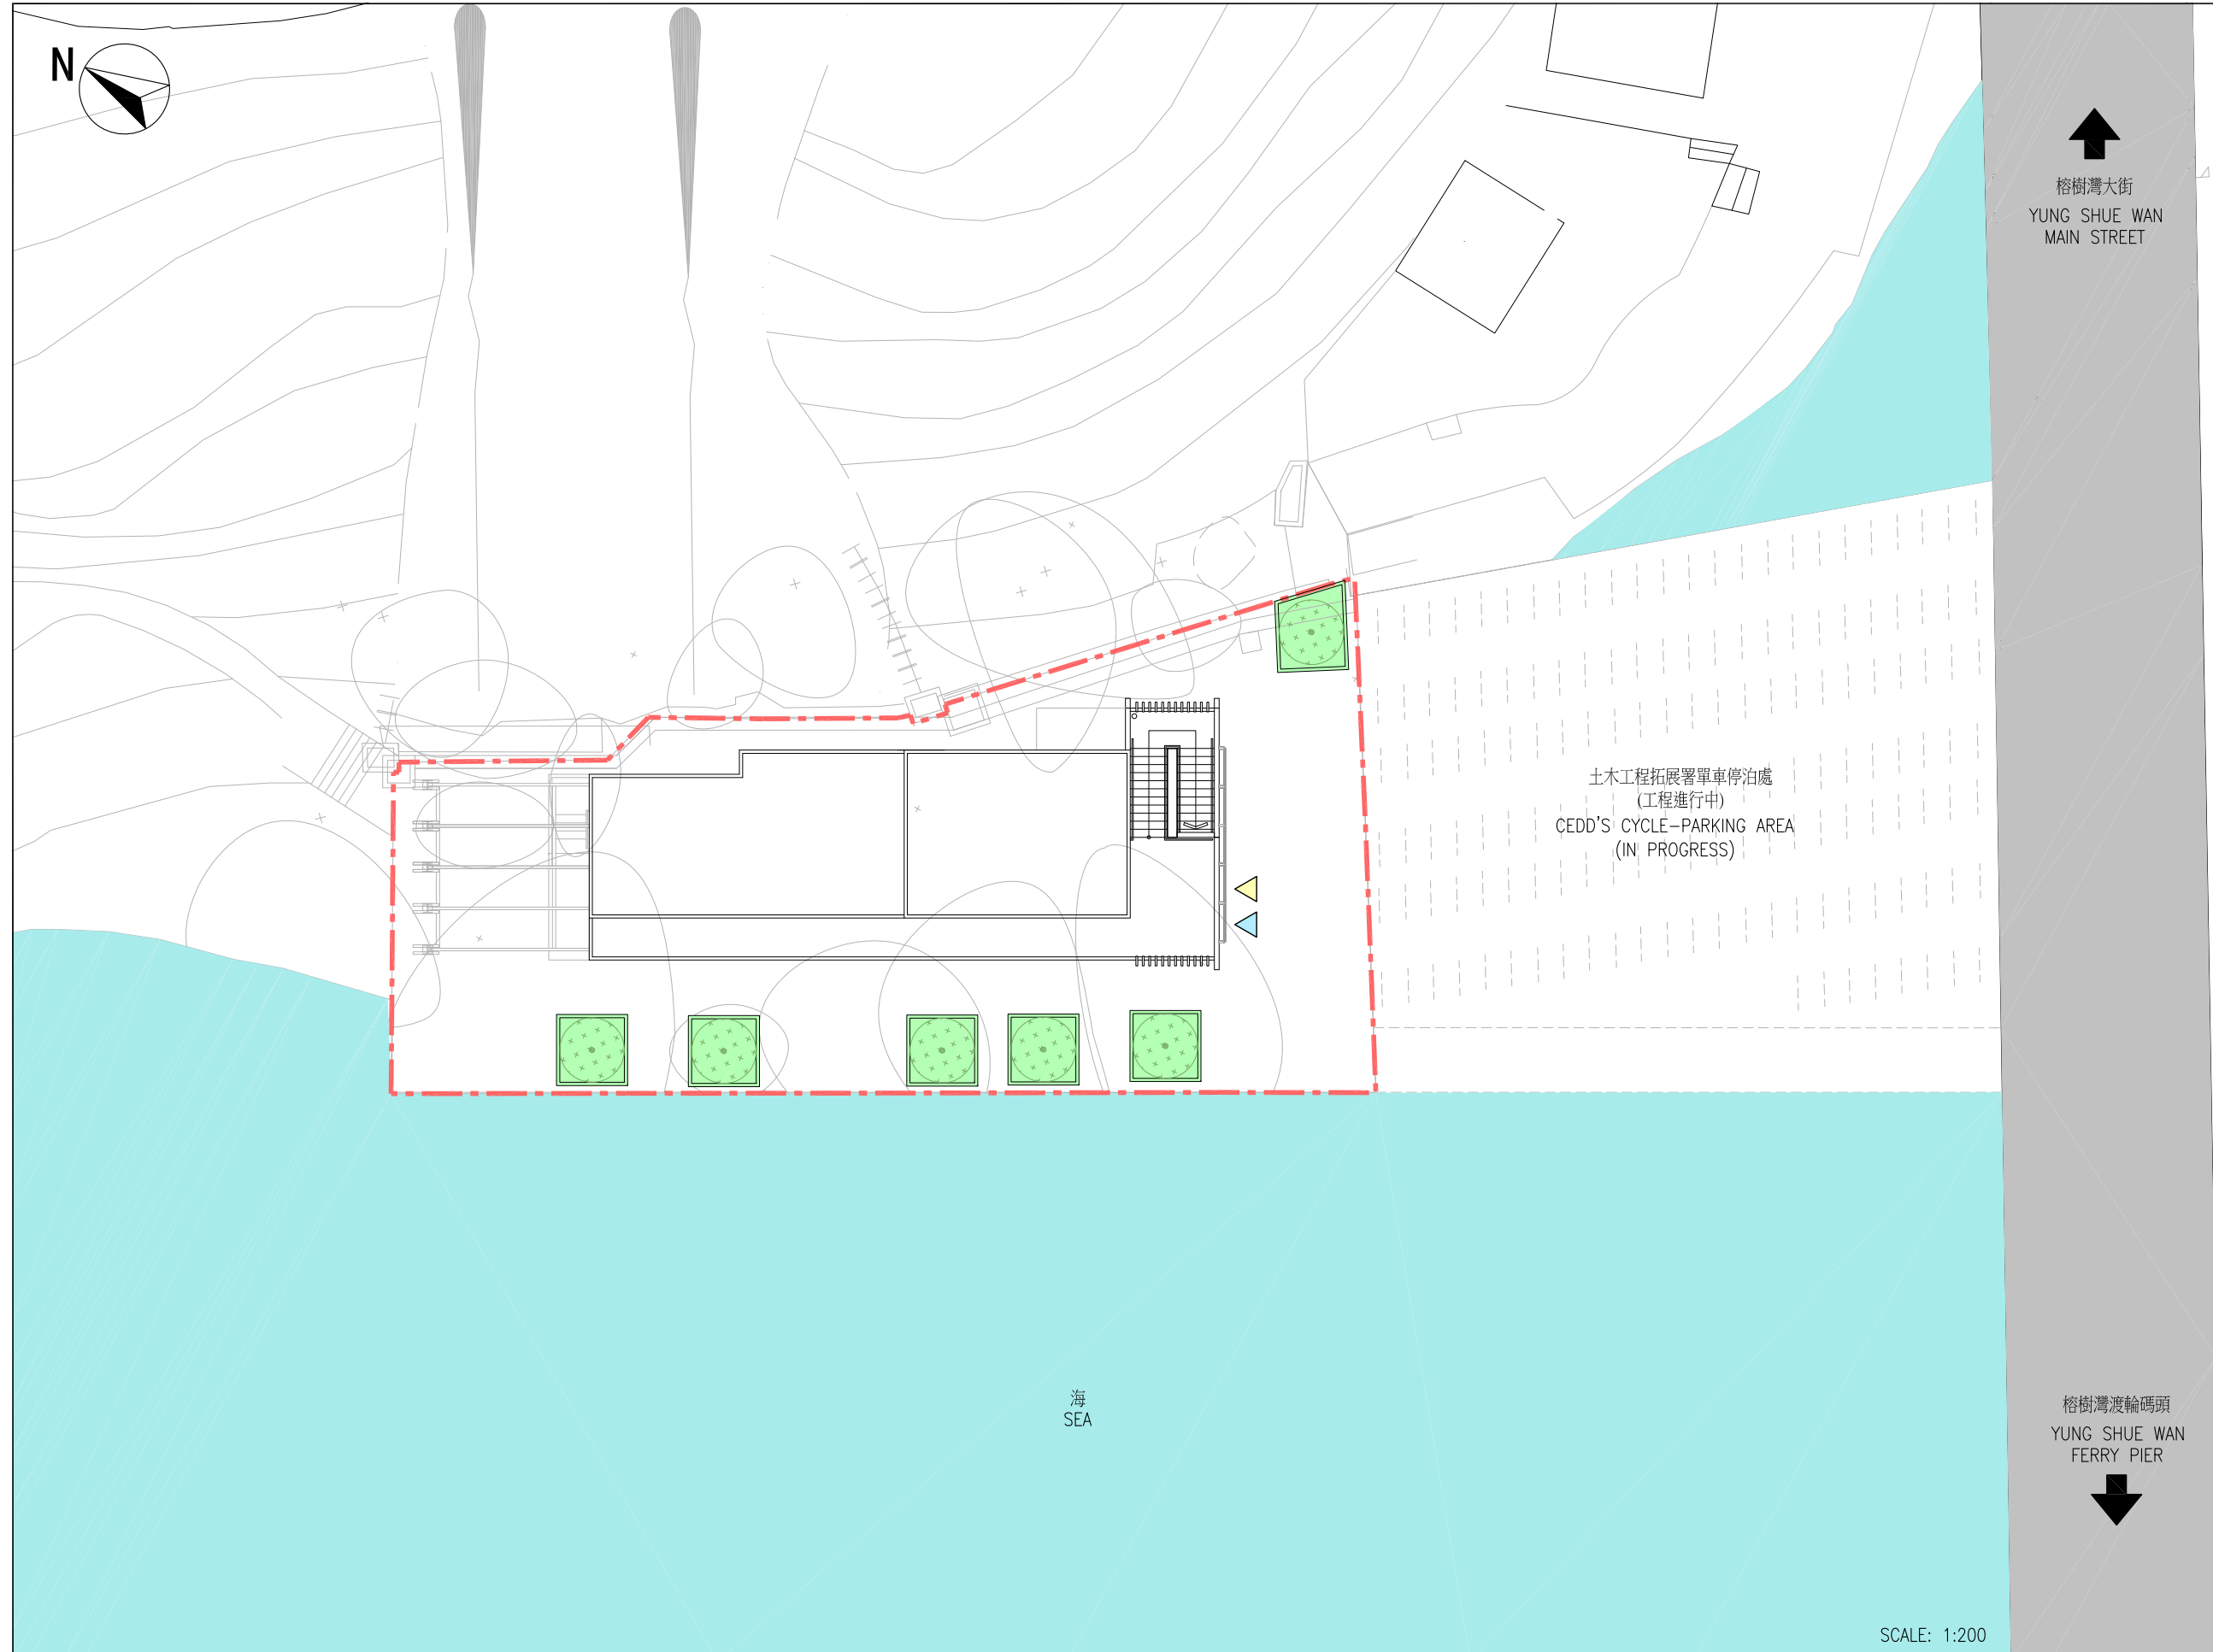 N
榕樹灣大街
YUNG SHUE WAN
MAIN STREET
土木工程拓展署單車停泊處
(工程進行中)
CEDD'S CYCLE-PARKING AREA
(IN PROGRESS)
海
SEA
榕樹灣渡輪碼頭
YUNG SHUE WAN
FERRY PIER
SCALE: 1:200